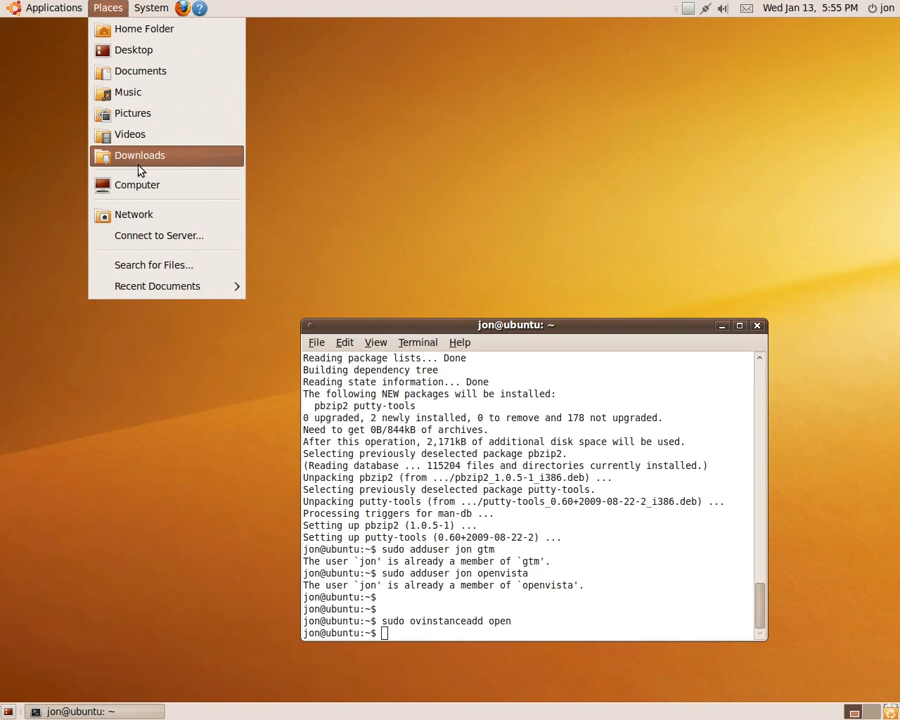 Applications Places System Wed Jan 13, 5:55 PM jon
Home Folder
Desktop
Documents
Music
Pictures
Videos
Downloads
Computer
Network
Connect to Server...
Search for Files...
Recent Documents
jon@ubuntu: ~
File Edit View Terminal Help
Reading package lists... Done
Building dependency tree
Reading state information... Done
The following NEW packages will be installed:
pbzip2 putty-tools
0 upgraded, 2 newly installed, 0 to remove and 178 not upgraded.
Need to get 0B/844kB of archives.
After this operation, 2,171kB of additional disk space will be used.
Selecting previously deselected package pbzip2.
(Reading database ... 115204 files and directories currently installed.)
Unpacking pbzip2 (from .../pbzip2_1.0.5-1_i386.deb) ...
Selecting previously deselected package putty-tools.
Unpacking putty-tools (from .../putty-tools_0.60+2009-08-22-2_i386.deb) ...
Processing triggers for man-db ...
Setting up pbzip2 (1.0.5-1) ...
Setting up putty-tools (0.60+2009-08-22-2) ...
jon@ubuntu:~$ sudo adduser jon gtm
The user `jon' is already a member of `gtm'.
jon@ubuntu:~$ sudo adduser jon openvista
The user `jon' is already a member of `openvista'.
jon@ubuntu:~$
jon@ubuntu:~$
jon@ubuntu:~$ sudo ovinstanceadd open
jon@ubuntu:~$
jon@ubuntu: ~